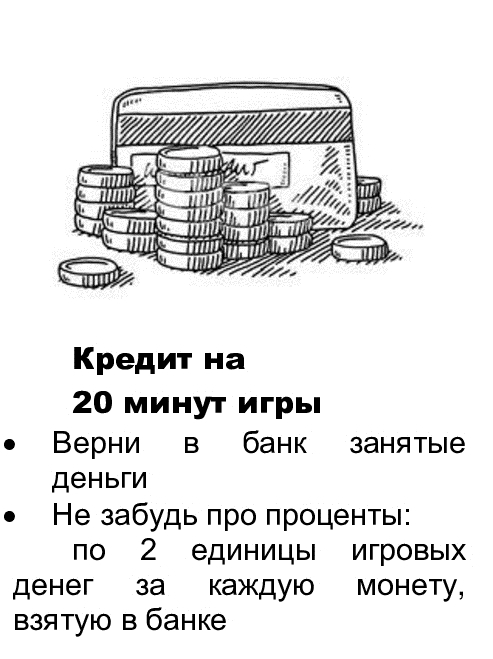 Кредит на
20 минут игры
• Верни в банк занятые
деньги
• Не забудь про проценты:
по 2 единицы игровых
денег за каждую монету,
взятую в банке